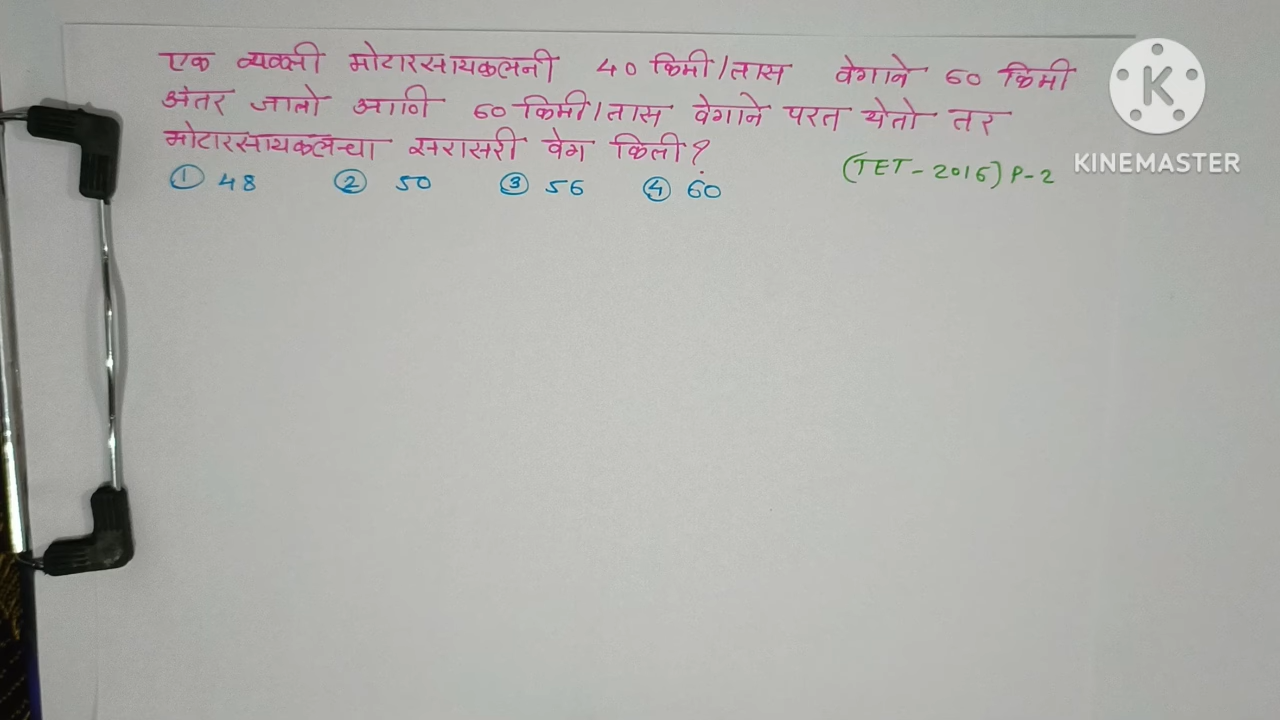 एक व्यक्ती मोटारसायकलनी 40 किमी/तास वेगाने 60 किमी
अंतर जातो आणि 60 किमी/तास वेगाने परत येतो तर
मोटारसायकलचा सरासरी वेग किती?
① 48 ② 50 ③ 56 ④ 60
(TET-2016) P-2
K
KINEMASTER